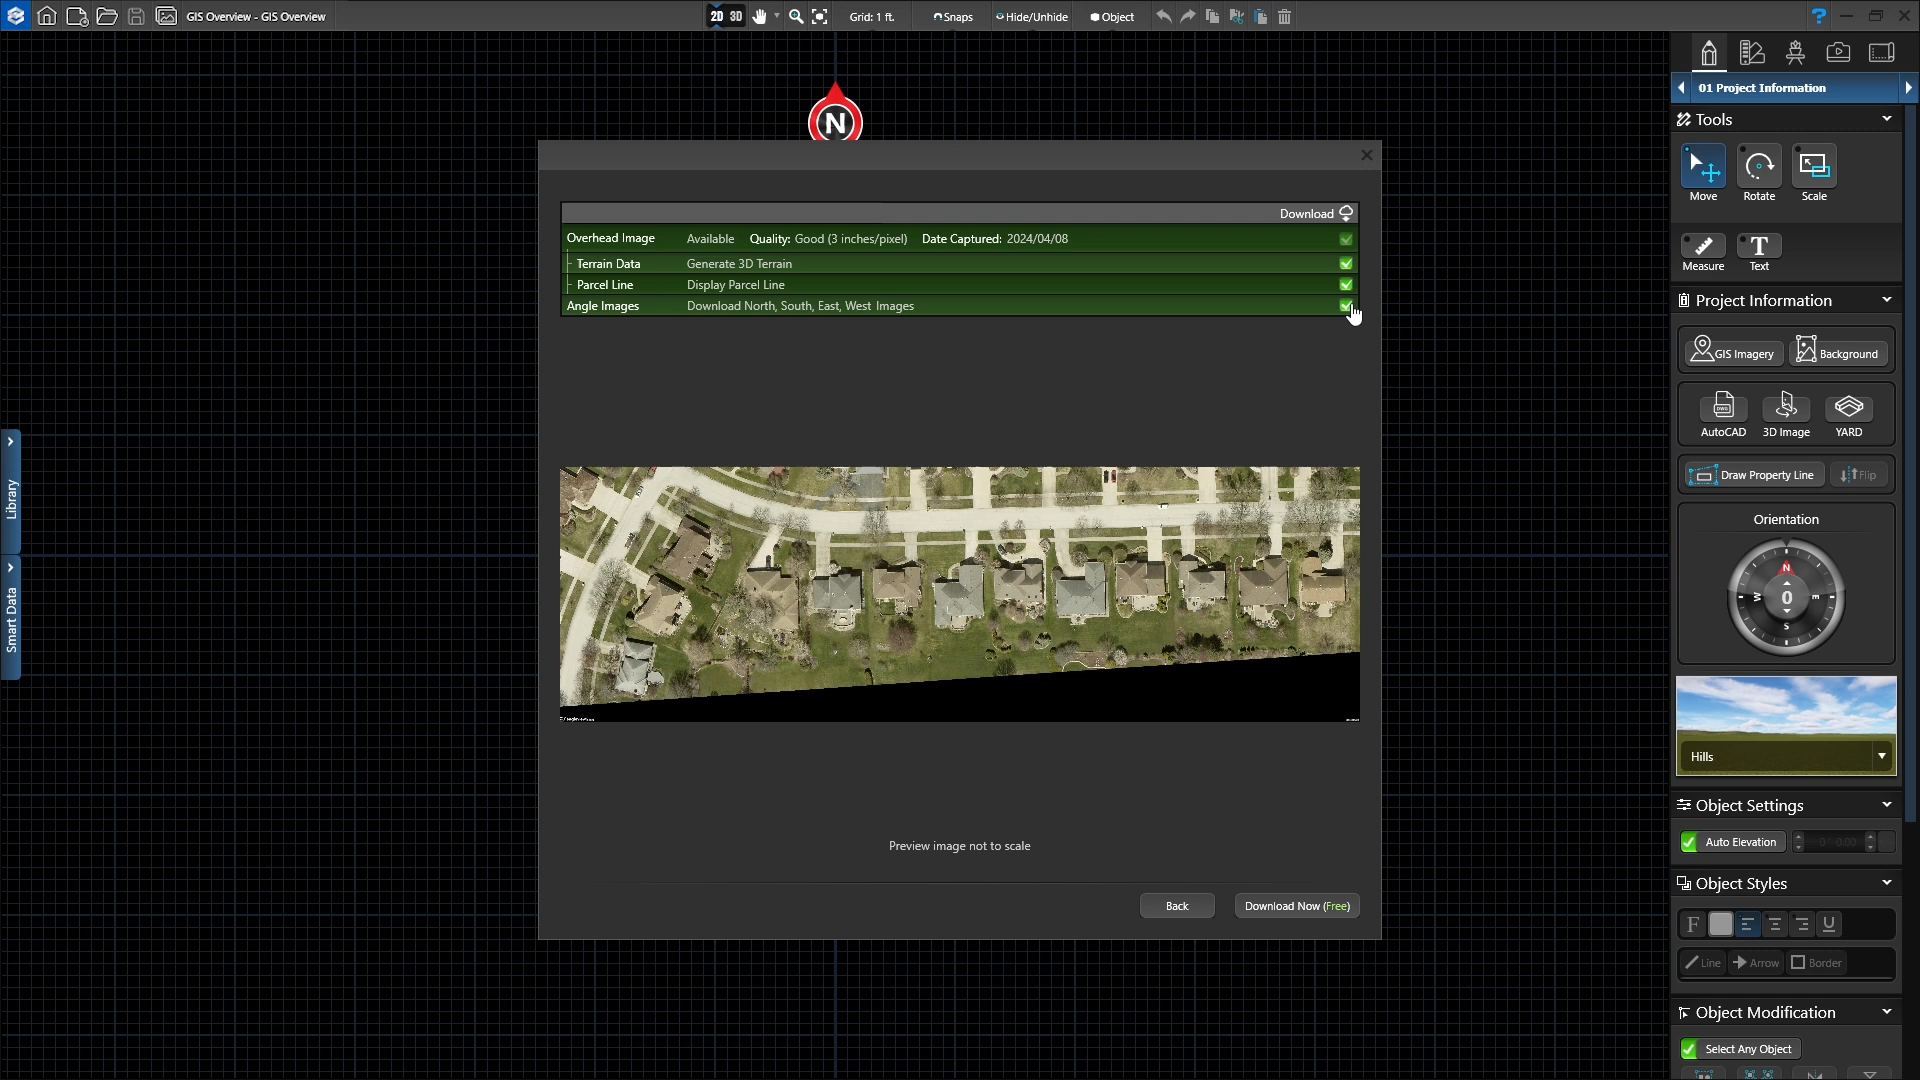 GIS Overview - GIS Overview
2D 3D
Grid: 1 ft.
Snaps
Hide/Unhide
Object
?
N
01 Project Information
Tools
Move
Rotate
Scale
T
Measure
Text
Project Information
GIS Imagery
Background
DWG
AutoCAD
3D Image
YARD
Draw Property Line
Flip
Orientation
N
W
0
E
S
Hills
Object Settings
Auto Elevation
Object Styles
F
U
Line
Arrow
Border
Object Modification
Select Any Object
Library
Smart Data
Download
Overhead Image Available Quality: Good (3 inches/pixel) Date Captured: 2024/04/08
Terrain Data Generate 3D Terrain
Parcel Line Display Parcel Line
Angle Images Download North, South, East, West Images
Preview image not to scale
Back
Download Now (Free)